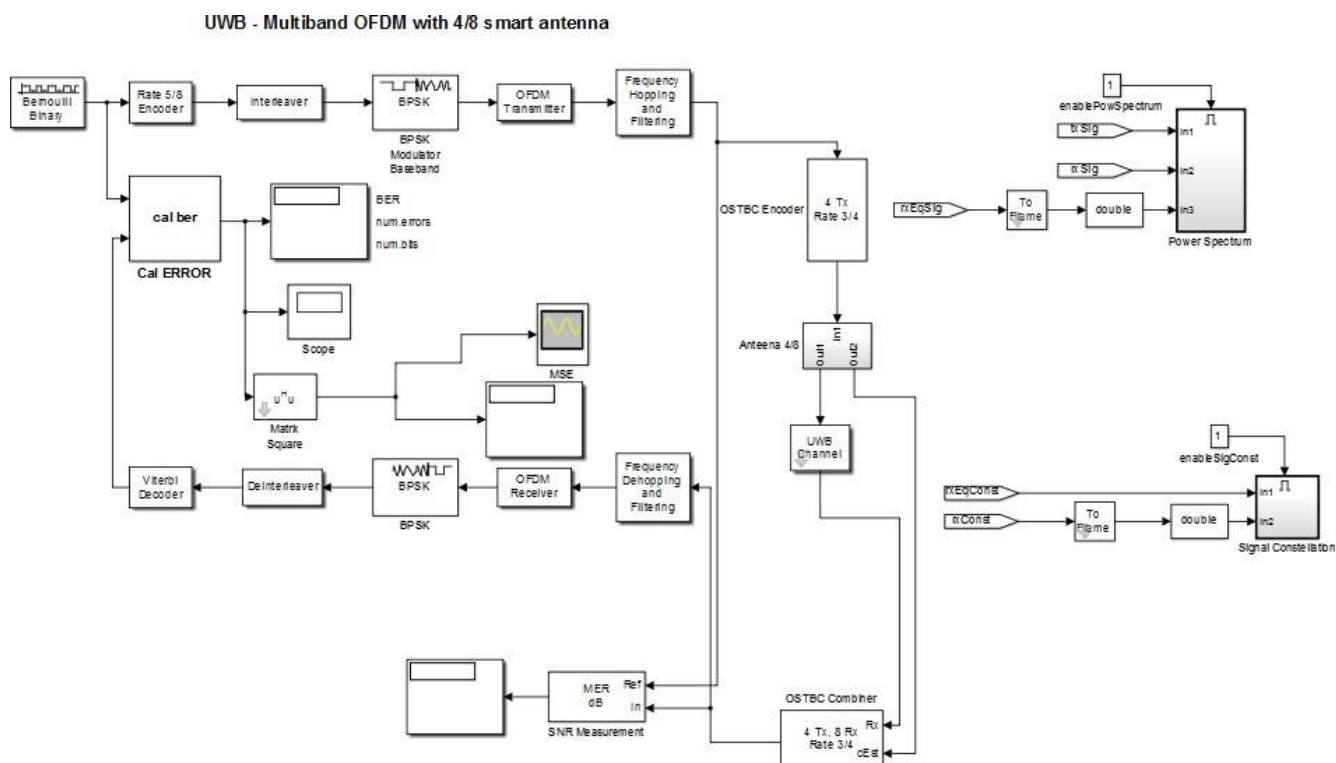 UWB - Multiband OFDM with 4/8 smart antenna
Bernoulli
Binary
Rate 5/8
Encoder
Interleaver
BPSK
BPSK
Modulator
Baseband
OFDM
Transmitter
Frequency
Hopping
and
Filtering
1
enablePowSpectrum
txSig
rxSig
rxEqSig
To
Frame
double
In1
In2
In3
Power Spectrum
OSTBC Encoder
4 Tx
Rate 3/4
cal ber
Cal ERROR
BER
num.errors
num.bits
Scope
MSE
u^H u
Matrix
Square
Anteena 4/8
In1
out1
out2
UWB
Channel
Viterbi
Decoder
Deinterleaver
BPSK
BPSK
OFDM
Receiver
Frequency
Dehopping
and
Filtering
1
enableSigConst
rxEqConst
rxConst
To
Frame
double
In1
In2
Signal Constellation
MER
dB
Ref
In
SNR Measurement
OSTBC Combiner
4 Tx, 8 Rx
Rate 3/4
Rx
cEst